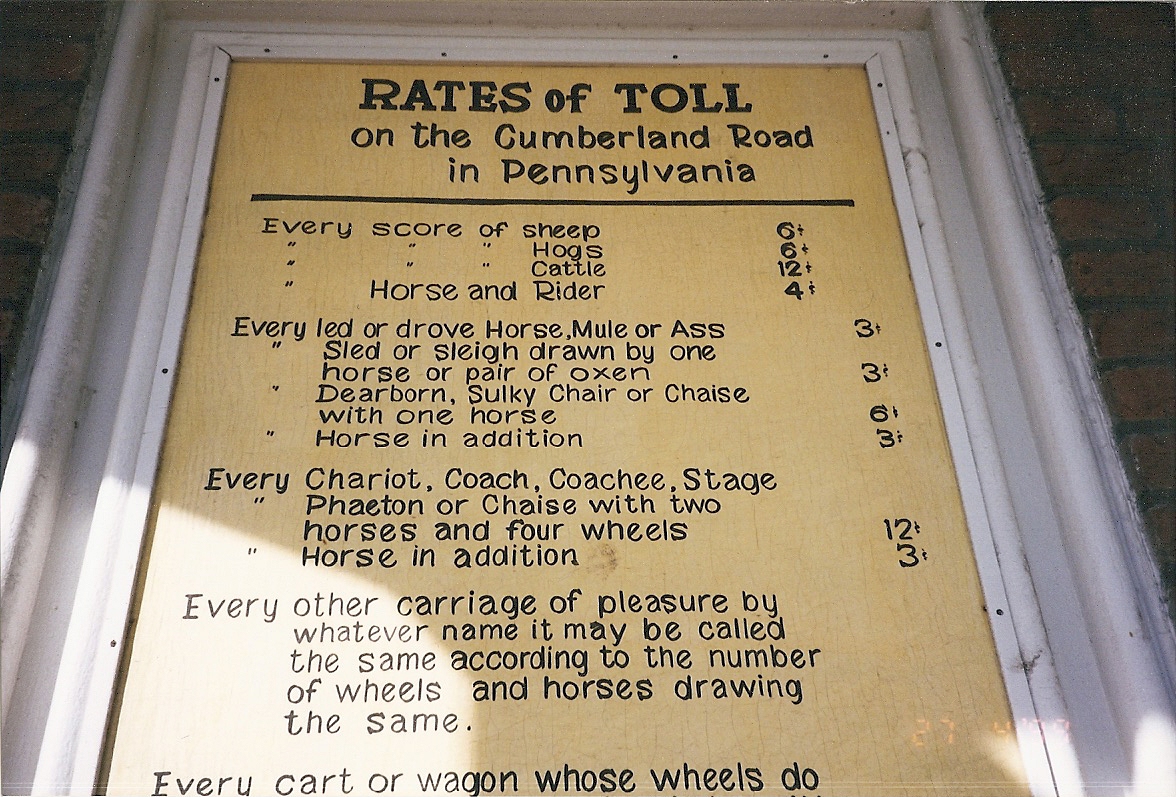 RATES of TOLL
on the Cumberland Road
in Pennsylvania
Every score of sheep 6¢
" " " Hogs 6¢
" " " Cattle 12¢
" Horse and Rider 4¢
Every led or drove Horse, Mule or Ass 3¢
" Sled or sleigh drawn by one
horse or pair of oxen 3¢
" Dearborn, Sulky Chair or Chaise
with one horse 6¢
" Horse in addition 3¢
Every Chariot, Coach, Coachee, Stage
" Phaeton or Chaise with two
horses and four wheels 12¢
" Horse in addition 3¢
Every other carriage of pleasure by
whatever name it may be called
the same according to the number
of wheels and horses drawing
the same.
Every cart or wagon whose wheels do